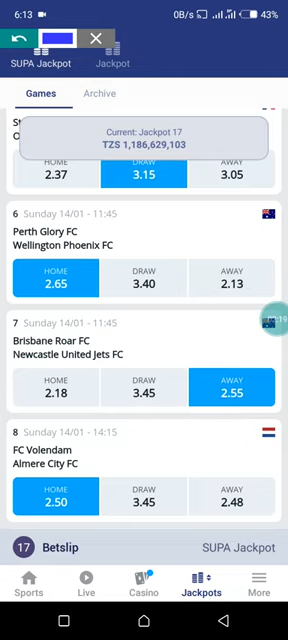 6:13
0B/s
43%
SUPA Jackpot
Jackpot
Games
Archive
St
Current: Jackpot 17
TZS 1,186,629,103
HOME
DRAW
AWAY
2.37
3.15
3.05
6 Sunday 14/01 - 11:45
Perth Glory FC
Wellington Phoenix FC
HOME
DRAW
AWAY
2.65
3.40
2.13
7 Sunday 14/01 - 11:45
Brisbane Roar FC
Newcastle United Jets FC
HOME
DRAW
AWAY
2.18
3.45
2.55
8 Sunday 14/01 - 14:15
FC Volendam
Almere City FC
HOME
DRAW
AWAY
2.50
3.45
2.48
17 Betslip
SUPA Jackpot
Sports
Live
Casino
Jackpots
More